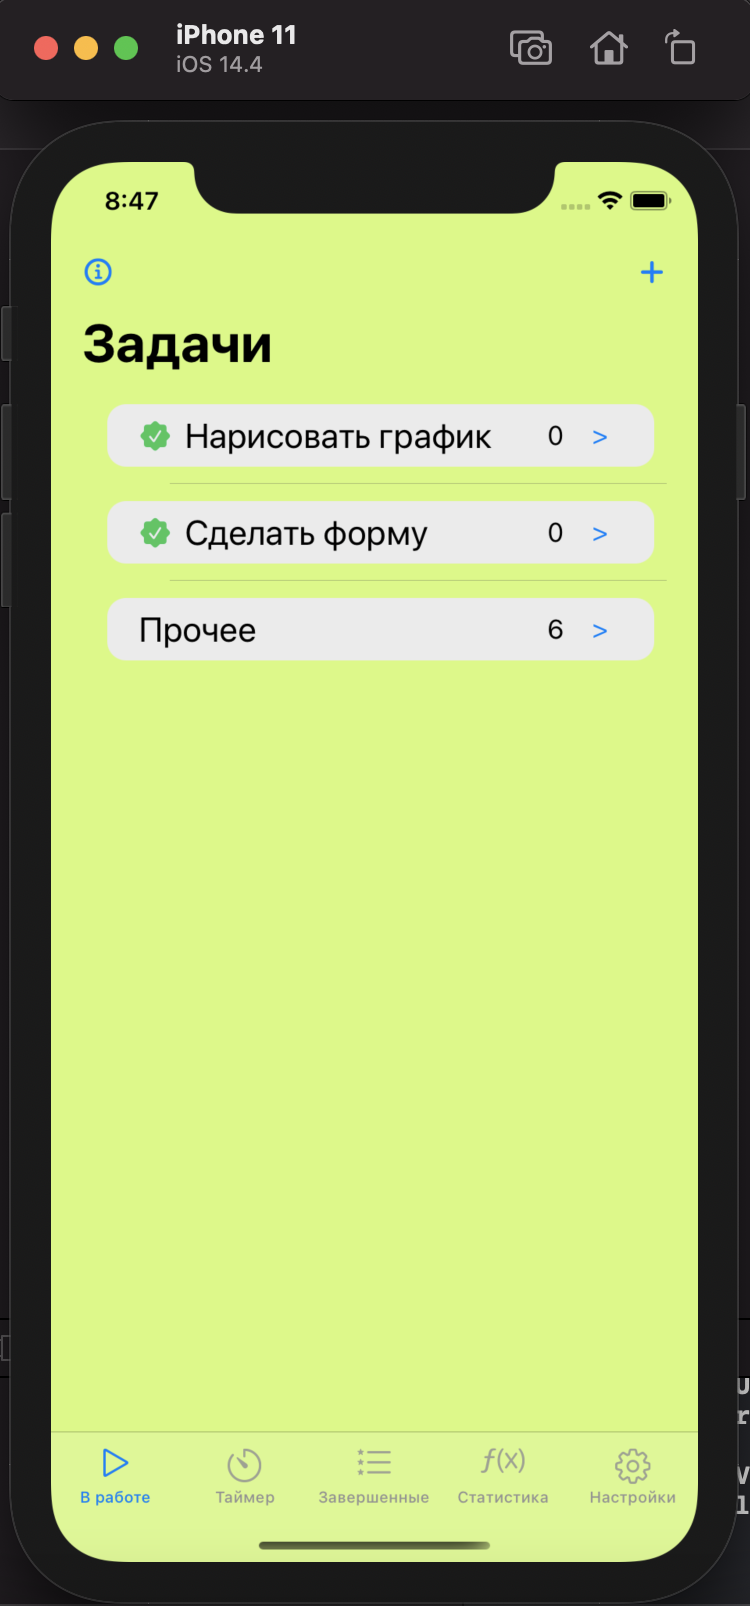 iPhone 11
iOS 14.4
8:47
Задачи
Нарисовать график 0 >
Сделать форму 0 >
Прочее 6 >
f(x)
В работе Таймер Завершенные Статистика Настройки